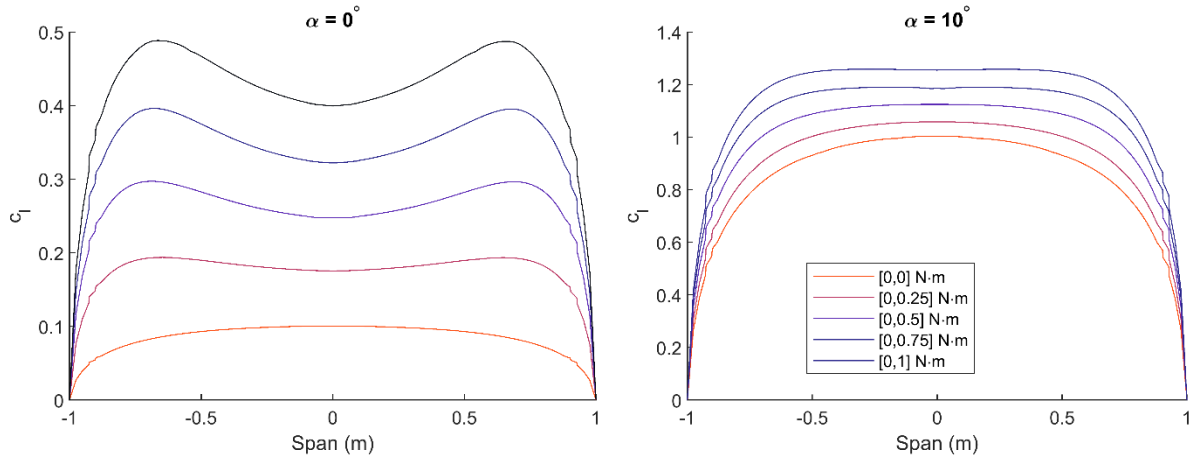 α = 0°
0.5
0.4
0.3
0.2
0.1
0
c_l
-1
-0.5
0
0.5
1
Span (m)
α = 10°
1.4
1.2
1
0.8
0.6
0.4
0.2
0
c_l
-1
-0.5
0
0.5
1
Span (m)
[0,0] N·m
[0,0.25] N·m
[0,0.5] N·m
[0,0.75] N·m
[0,1] N·m